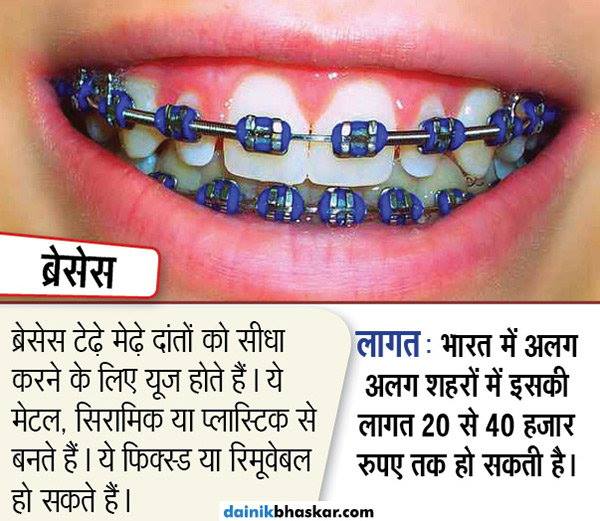 ब्रेसेस
ब्रेसेस टेढ़े मेढ़े दांतों को सीधा
करने के लिए यूज होते हैं। ये
मेटल, सिरामिक या प्लास्टिक से
बनते हैं। ये फिक्स्ड या रिमूवेबल
हो सकते हैं।
लागत: भारत में अलग
अलग शहरों में इसकी
लागत 20 से 40 हजार
रुपए तक हो सकती है।
dainikbhaskar.com